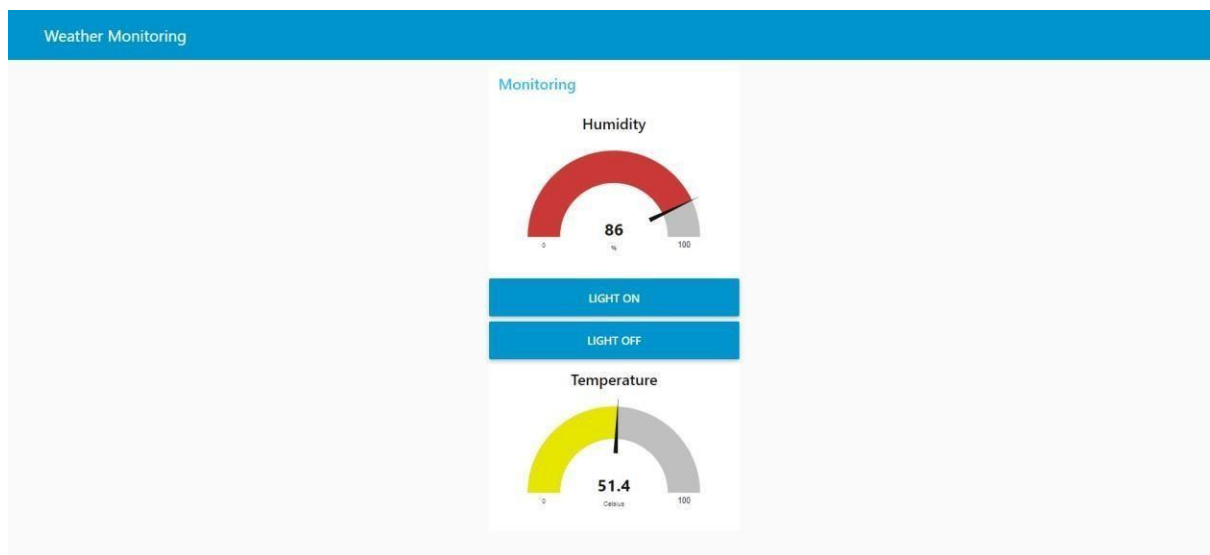 Weather Monitoring
Monitoring
Humidity
86
%
0
100
LIGHT ON
LIGHT OFF
Temperature
51.4
Celsius
0
100